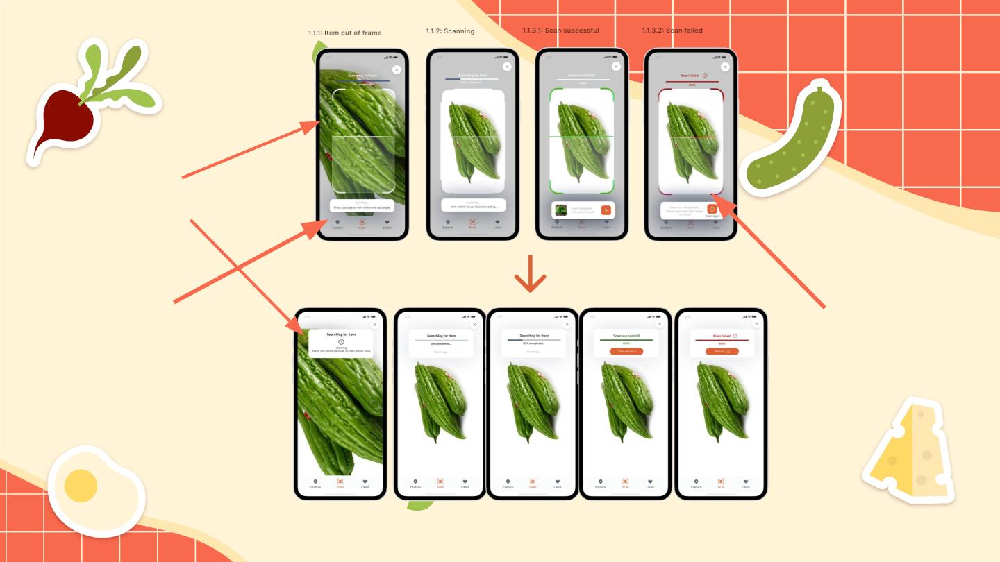 1.1.1: Item out of frame
1.1.2: Scanning
1.1.3.1: Scan successful
1.1.3.2: Scan failed
Searching for item
0% completed...
Scanning...
Place barcode or item within the rectangle.
Explore
Scan
Liked
Searching for item
Scanning...
Item within focus. Results loading...
Explore
Scan
Liked
Scan successful!
100%
Scan Complete
Explore
Scan
Liked
Scan failed.
100%
Item not recognised.
Please place the item inside
the frame.
Scan again
Explore
Scan
Liked
Searching for item
Warning:
Place the entire barcode or item within view.
Explore
Scan
Liked
Searching for item
0% completed...
Scanning...
Explore
Scan
Liked
Searching for item
30% completed...
Scanning...
Explore
Scan
Liked
Scan successful!
100%
View results >
Explore
Scan
Liked
Scan failed.
100%
Rescan
Explore
Scan
Liked